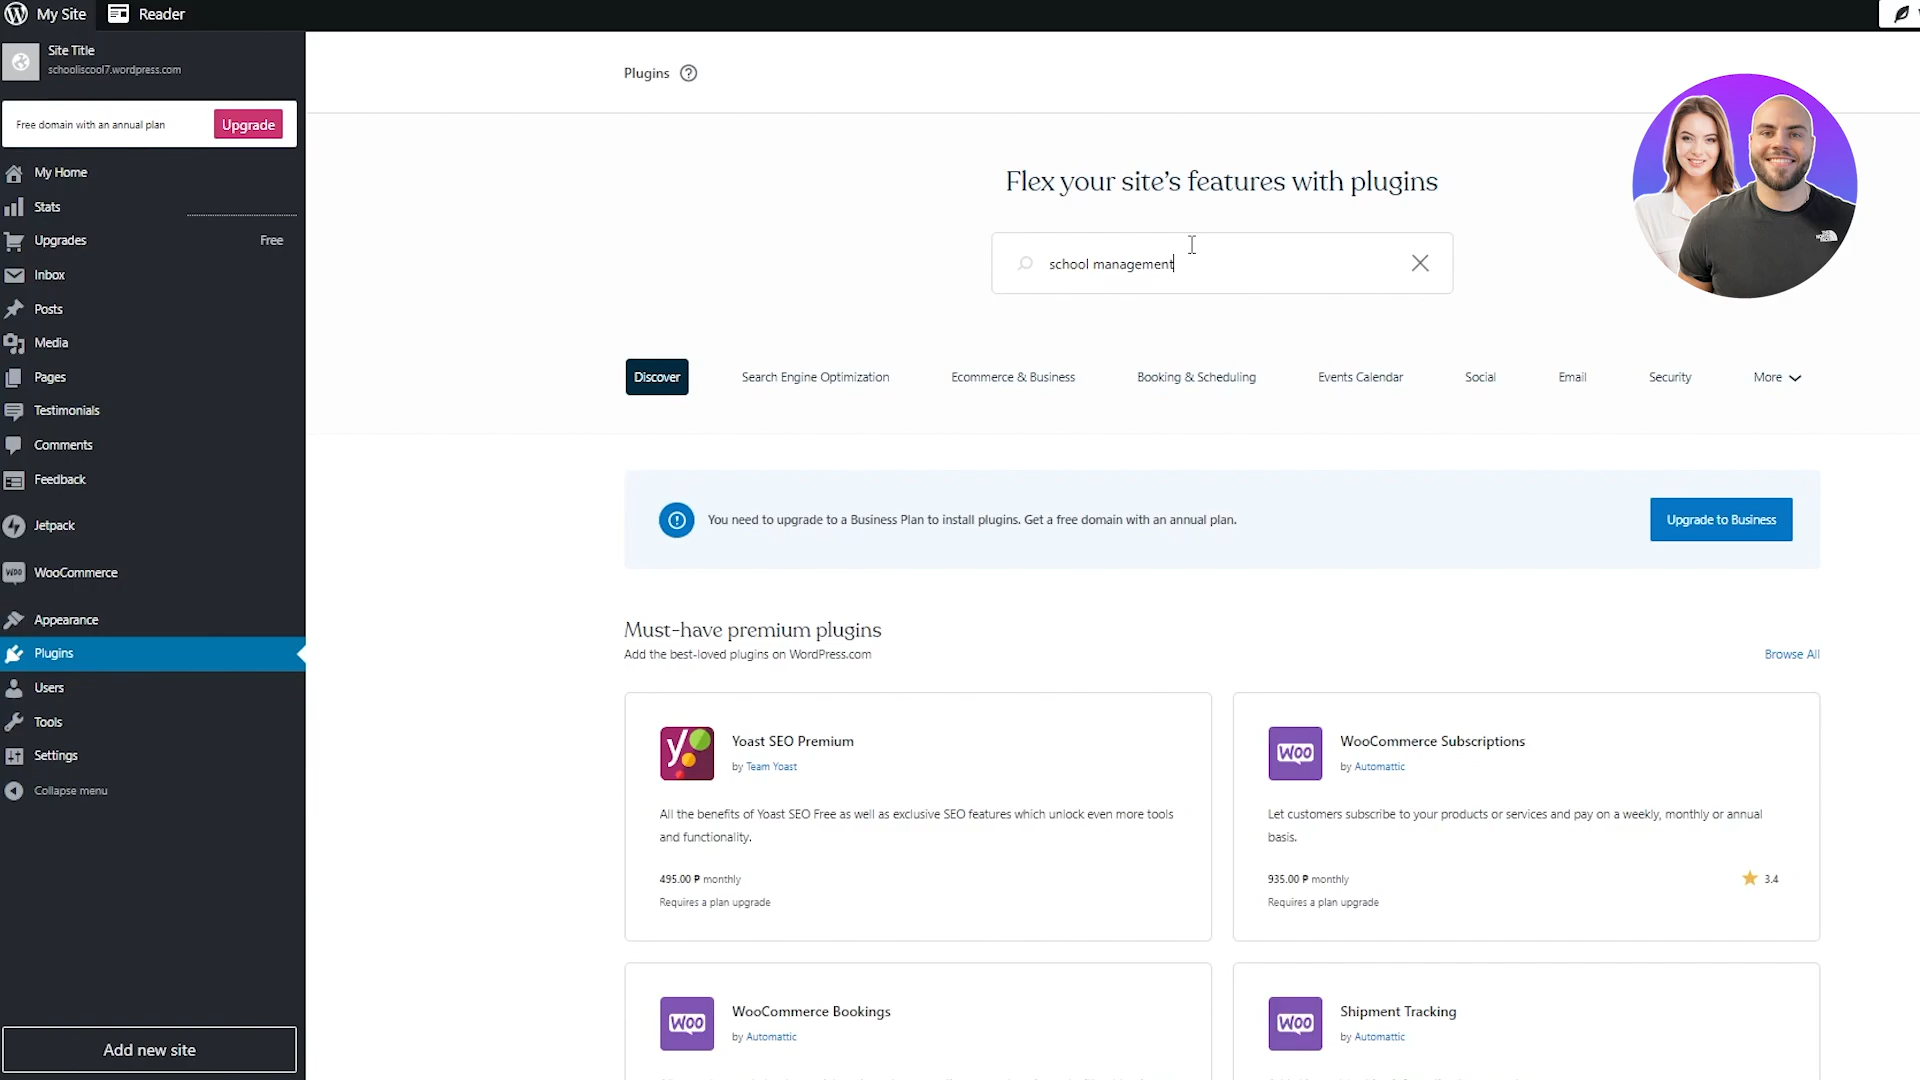 My Site
Reader
Site Title
schooliscool7.wordpress.com
Free domain with an annual plan
Upgrade
My Home
Stats
Upgrades
Free
Inbox
Posts
Media
Pages
Testimonials
Comments
Feedback
Jetpack
WOO
WooCommerce
Appearance
Plugins
Users
Tools
Settings
Collapse menu
Add new site
Plugins
Flex your site's features with plugins
school management
Discover
Search Engine Optimization
Ecommerce & Business
Booking & Scheduling
Events Calendar
Social
Email
Security
More
You need to upgrade to a Business Plan to install plugins. Get a free domain with an annual plan.
Upgrade to Business
Must-have premium plugins
Add the best-loved plugins on WordPress.com
Browse All
Yoast SEO Premium
by Team Yoast
All the benefits of Yoast SEO Free as well as exclusive SEO features which unlock even more tools
and functionality.
495.00 ₱ monthly
Requires a plan upgrade
WOO
WooCommerce Subscriptions
by Automattic
Let customers subscribe to your products or services and pay on a weekly, monthly or annual
basis.
935.00 ₱ monthly
3.4
Requires a plan upgrade
WOO
WooCommerce Bookings
by Automattic
WOO
Shipment Tracking
by Automattic